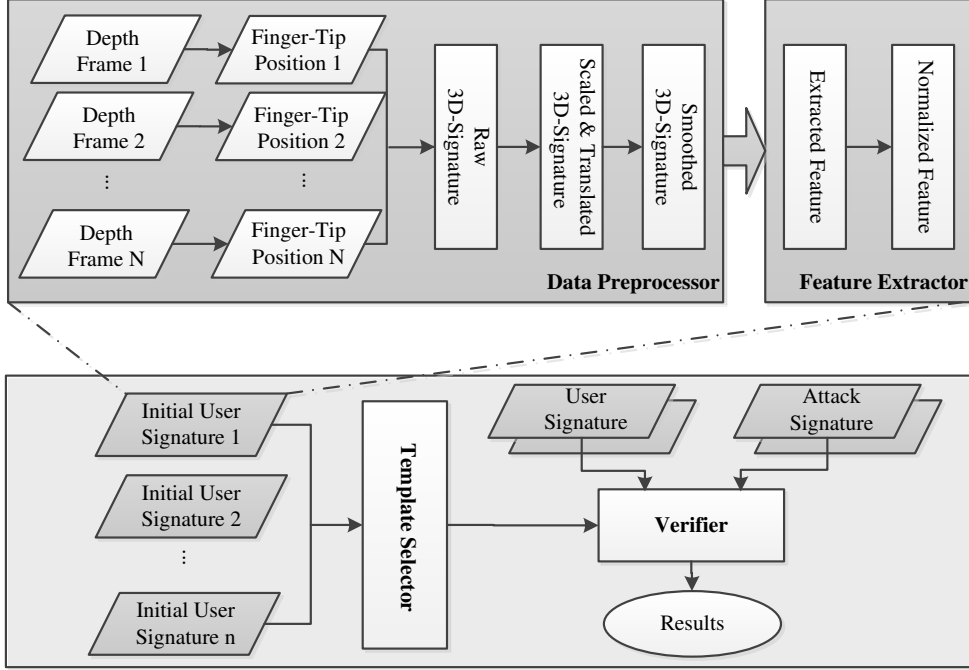 Depth
Frame 1
Finger-Tip
Position 1
Depth
Frame 2
Finger-Tip
Position 2
...
...
Depth
Frame N
Finger-Tip
Position N
Raw
3D-Signature
Scaled & Translated
3D-Signature
Smoothed
3D-Signature
Data Preprocessor
Extracted Feature
Normalized Feature
Feature Extractor
Initial User
Signature 1
Initial User
Signature 2
...
Initial User
Signature n
Template Selector
User
Signature
Attack
Signature
Verifier
Results